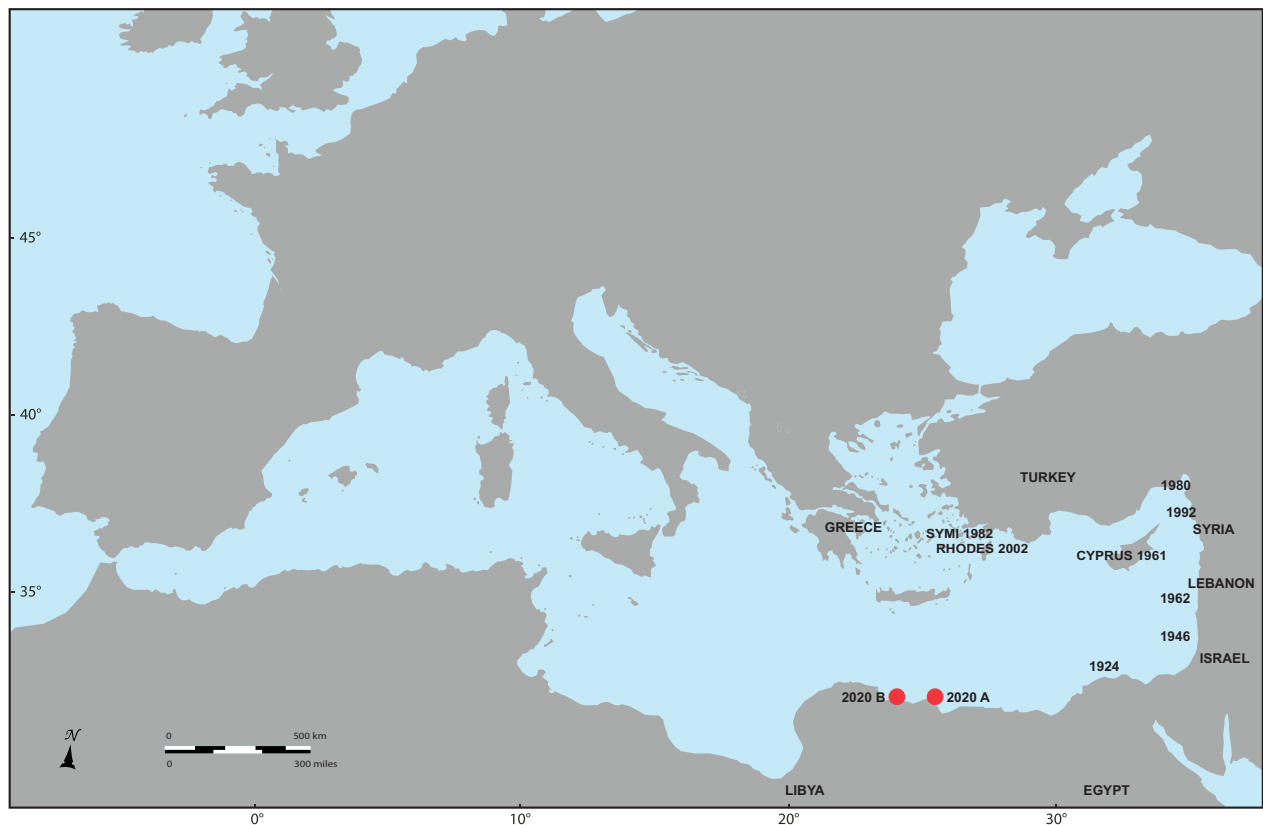 45°
40°
35°
TURKEY
1980
1992
GREECE
SYMI 1982
SYRIA
RHODES 2002
CYPRUS 1961
LEBANON
1962
1946
ISRAEL
1924
2020 B
2020 A
N
0 500 km
0 300 miles
LIBYA
EGYPT
0° 10° 20° 30°